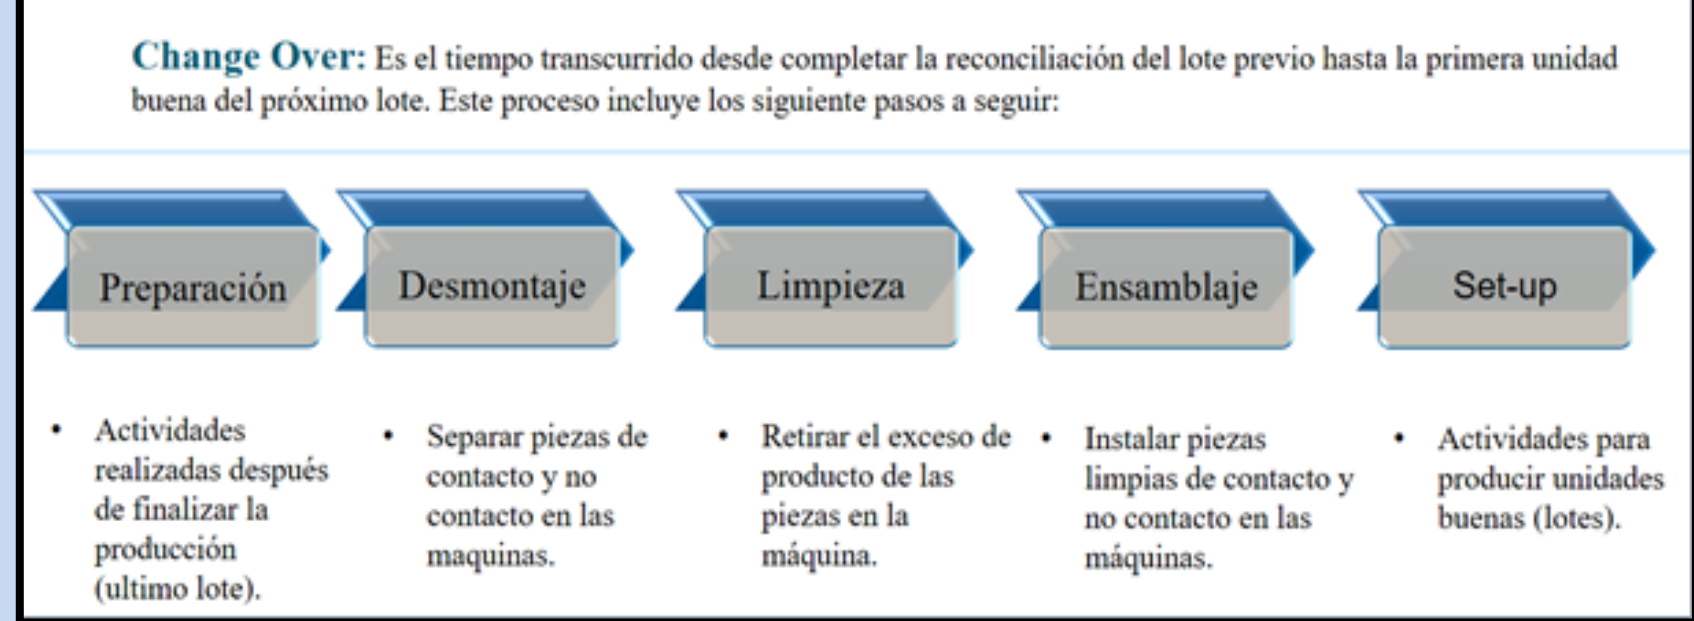 Change Over: Es el tiempo transcurrido desde completar la reconciliación del lote previo hasta la primera unidad
buena del próximo lote. Este proceso incluye los siguiente pasos a seguir:
Preparación
Desmontaje
Limpieza
Ensamblaje
Set-up
• Actividades
realizadas después
de finalizar la
producción
(ultimo lote).
• Separar piezas de
contacto y no
contacto en las
maquinas.
• Retirar el exceso de
producto de las
piezas en la
máquina.
• Instalar piezas
limpias de contacto y
no contacto en las
máquinas.
• Actividades para
producir unidades
buenas (lotes).